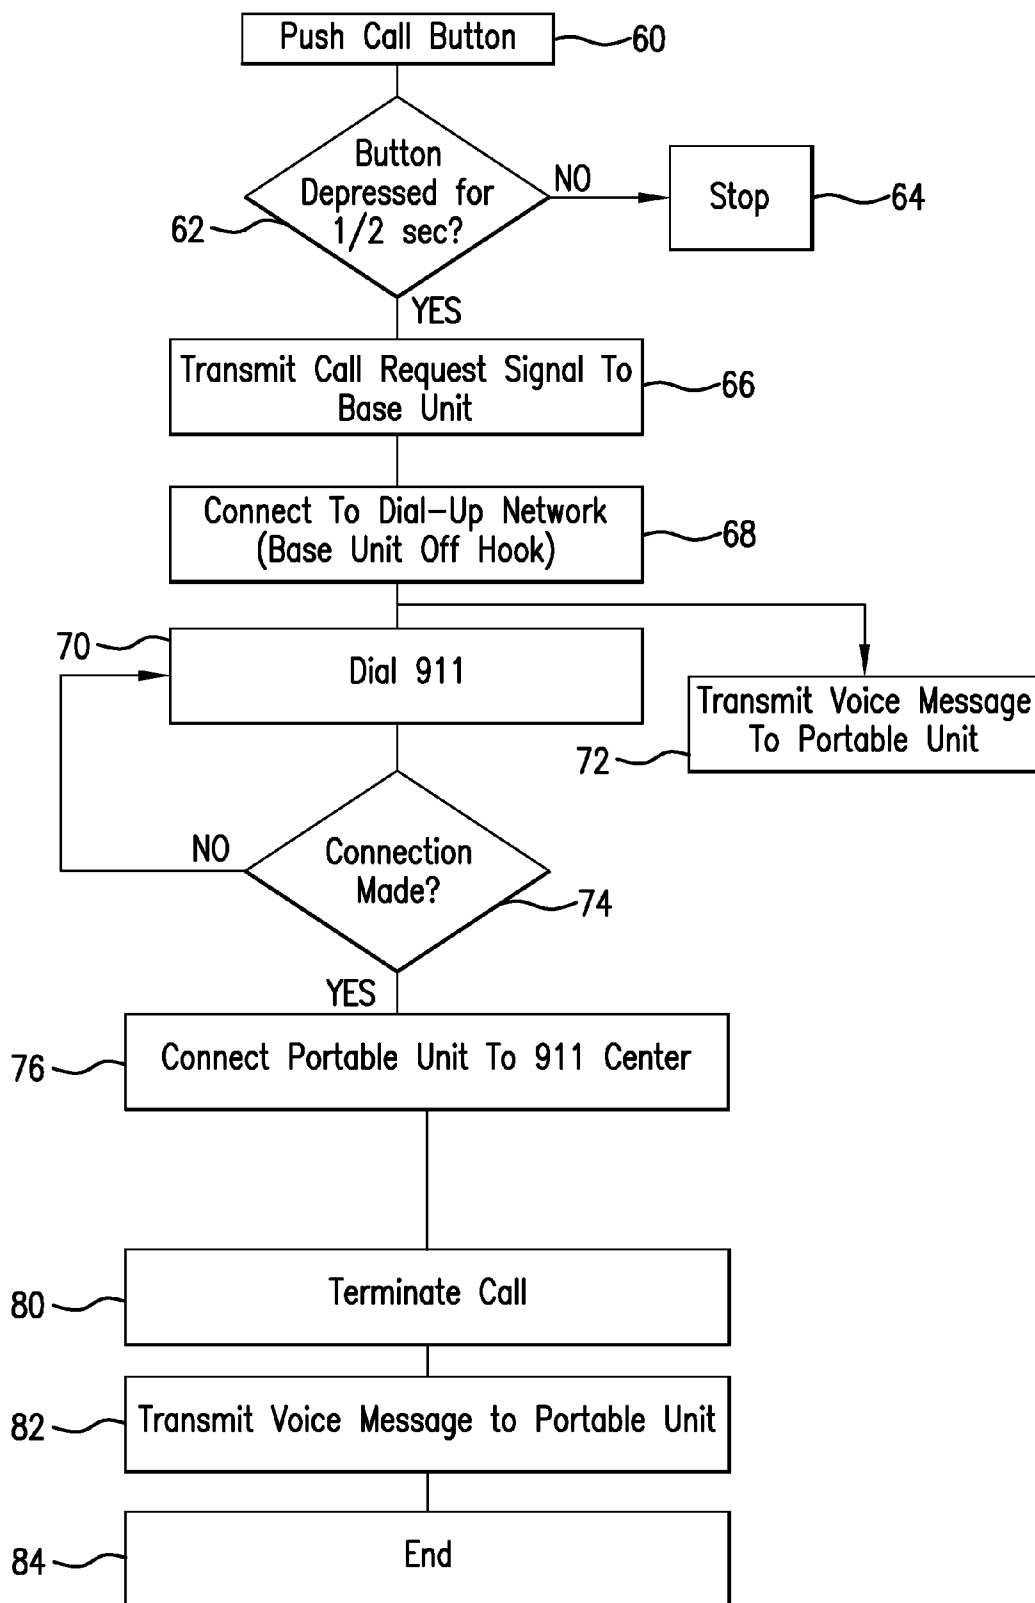 Push Call Button
60
Button
Depressed for
1/2 sec?
62
NO
Stop
64
YES
Transmit Call Request Signal To
Base Unit
66
Connect To Dial-Up Network
(Base Unit Off Hook)
68
70
Dial 911
Transmit Voice Message
To Portable Unit
72
NO
Connection
Made?
74
YES
76
Connect Portable Unit To 911 Center
80
Terminate Call
82
Transmit Voice Message to Portable Unit
84
End